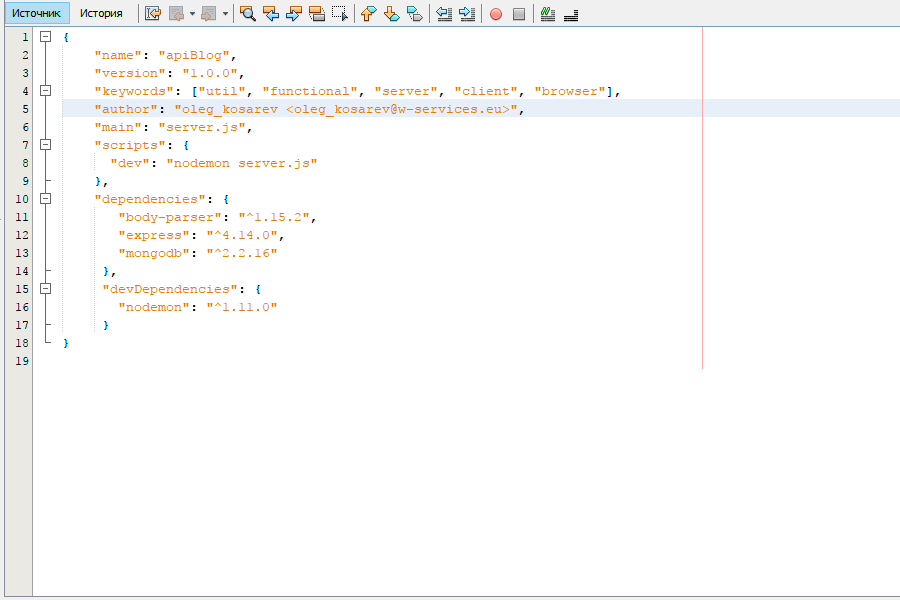 Источник История
1 {
2 "name": "apiBlog",
3 "version": "1.0.0",
4 "keywords": ["util", "functional", "server", "client", "browser"],
5 "author": "oleg_kosarev <oleg_kosarev@w-services.eu>",
6 "main": "server.js",
7 "scripts": {
8 "dev": "nodemon server.js"
9 },
10 "dependencies": {
11 "body-parser": "^1.15.2",
12 "express": "^4.14.0",
13 "mongodb": "^2.2.16"
14 },
15 "devDependencies": {
16 "nodemon": "^1.11.0"
17 }
18 }
19